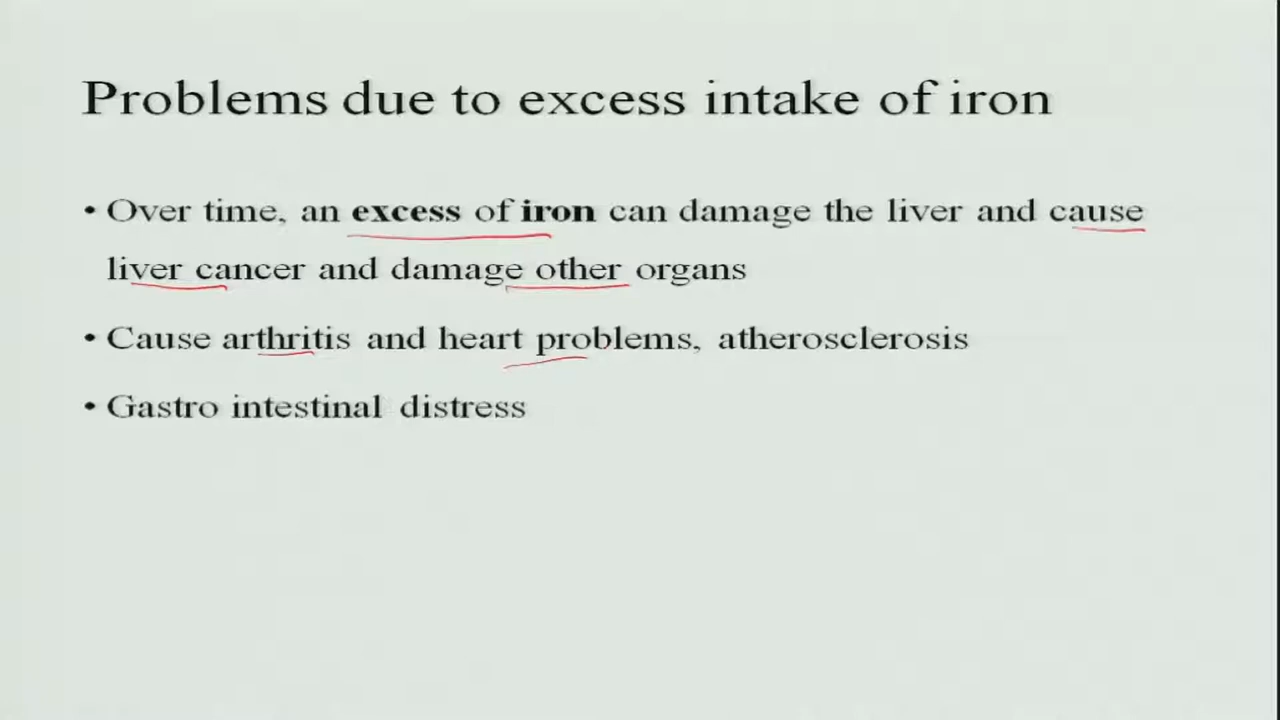 Problems due to excess intake of iron
• Over time, an excess of iron can damage the liver and cause
liver cancer and damage other organs
• Cause arthritis and heart problems, atherosclerosis
• Gastro intestinal distress